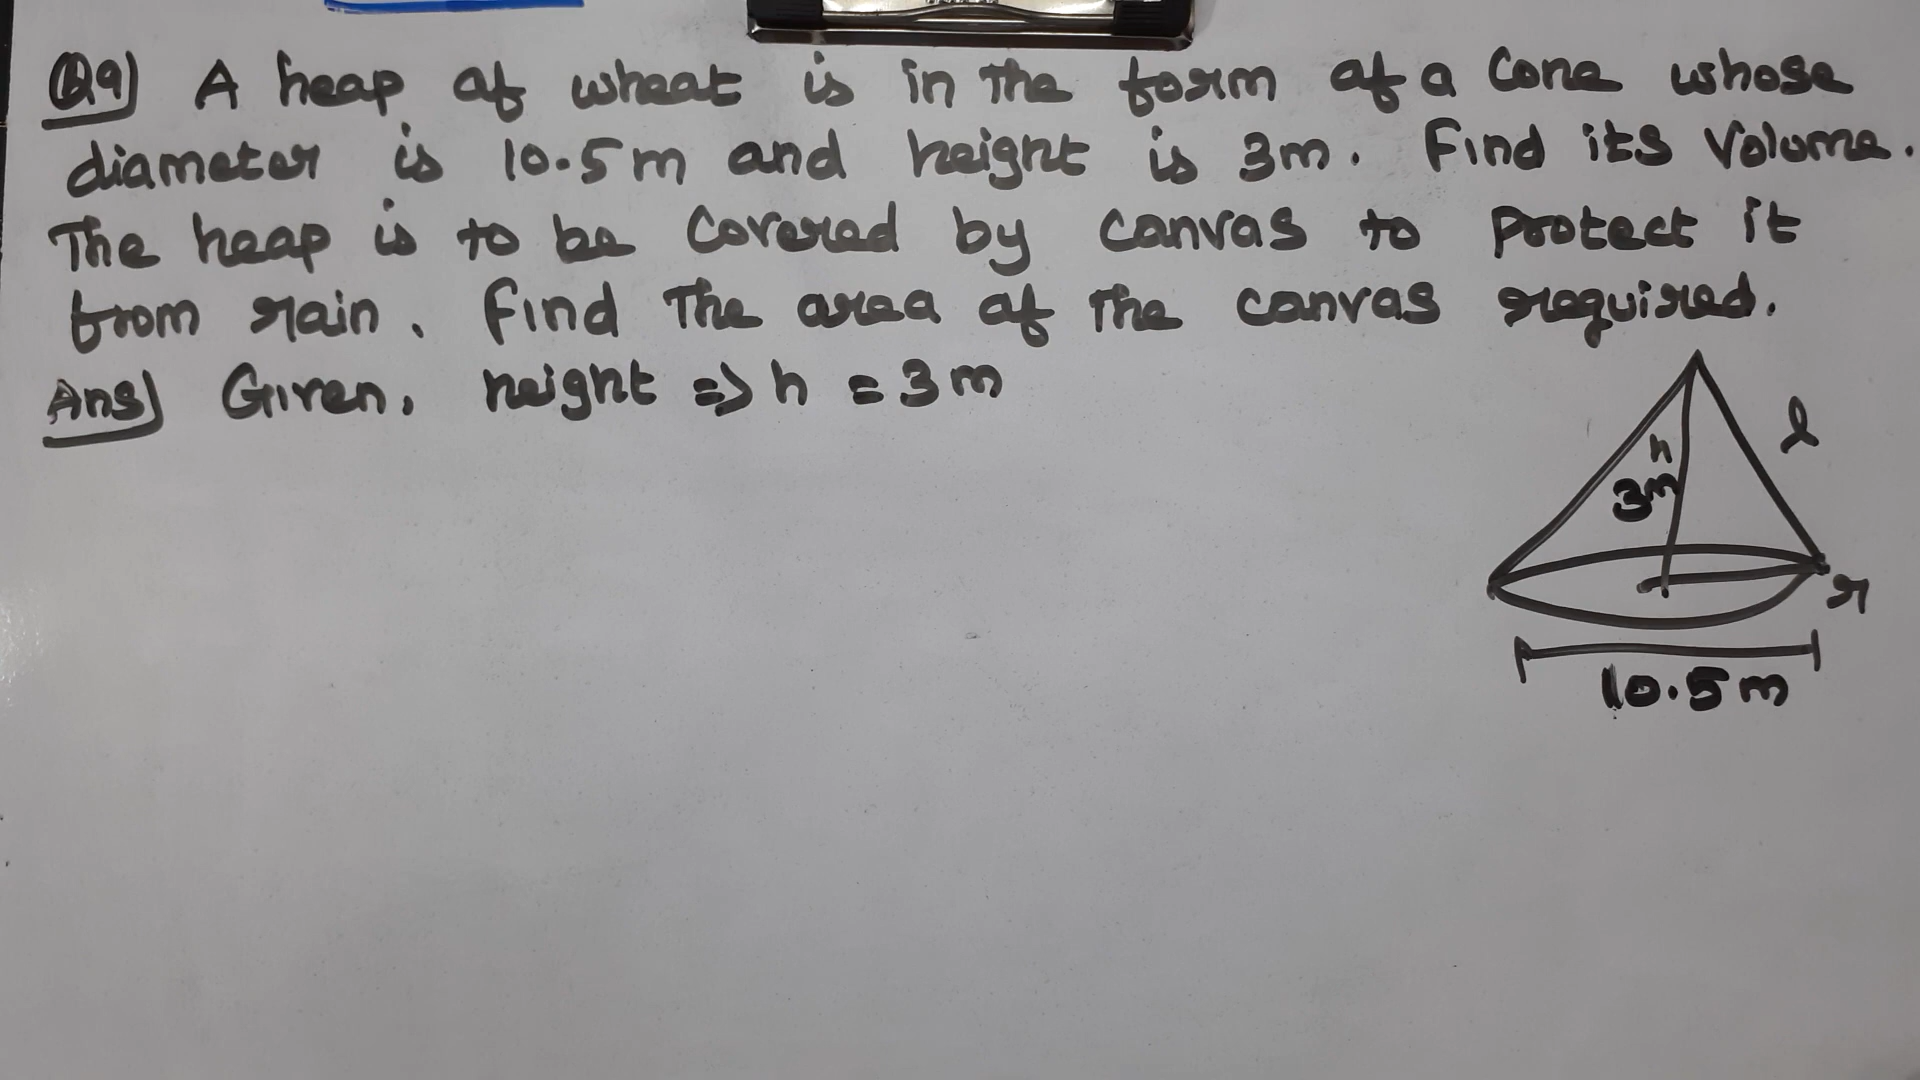 Q9) A heap of wheat is in the form of a cone whose
diameter is 10.5m and height is 3m. Find its Volume.
The heap is to be covered by canvas to protect it
from rain. Find The area of the canvas required.
Ans) Given, height => h = 3m
l
h
3m
r
10.5m